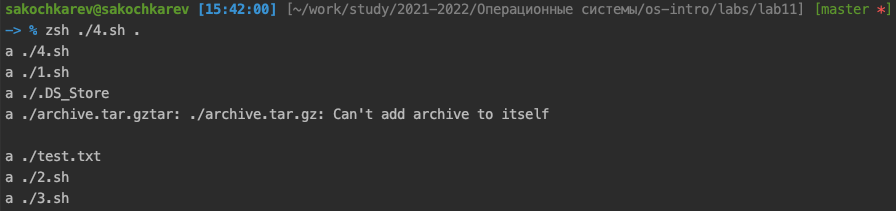 sakochkarev@sakochkarev [15:42:00] [~/work/study/2021-2022/Операционные системы/os-intro/labs/lab11] [master *]
—> % zsh ./4.sh .
a ./4.sh
a ./1.sh
a ./.DS_Store
a ./archive.tar.gztar: ./archive.tar.gz: Can't add archive to itself
a ./test.txt
a ./2.sh
a ./3.sh